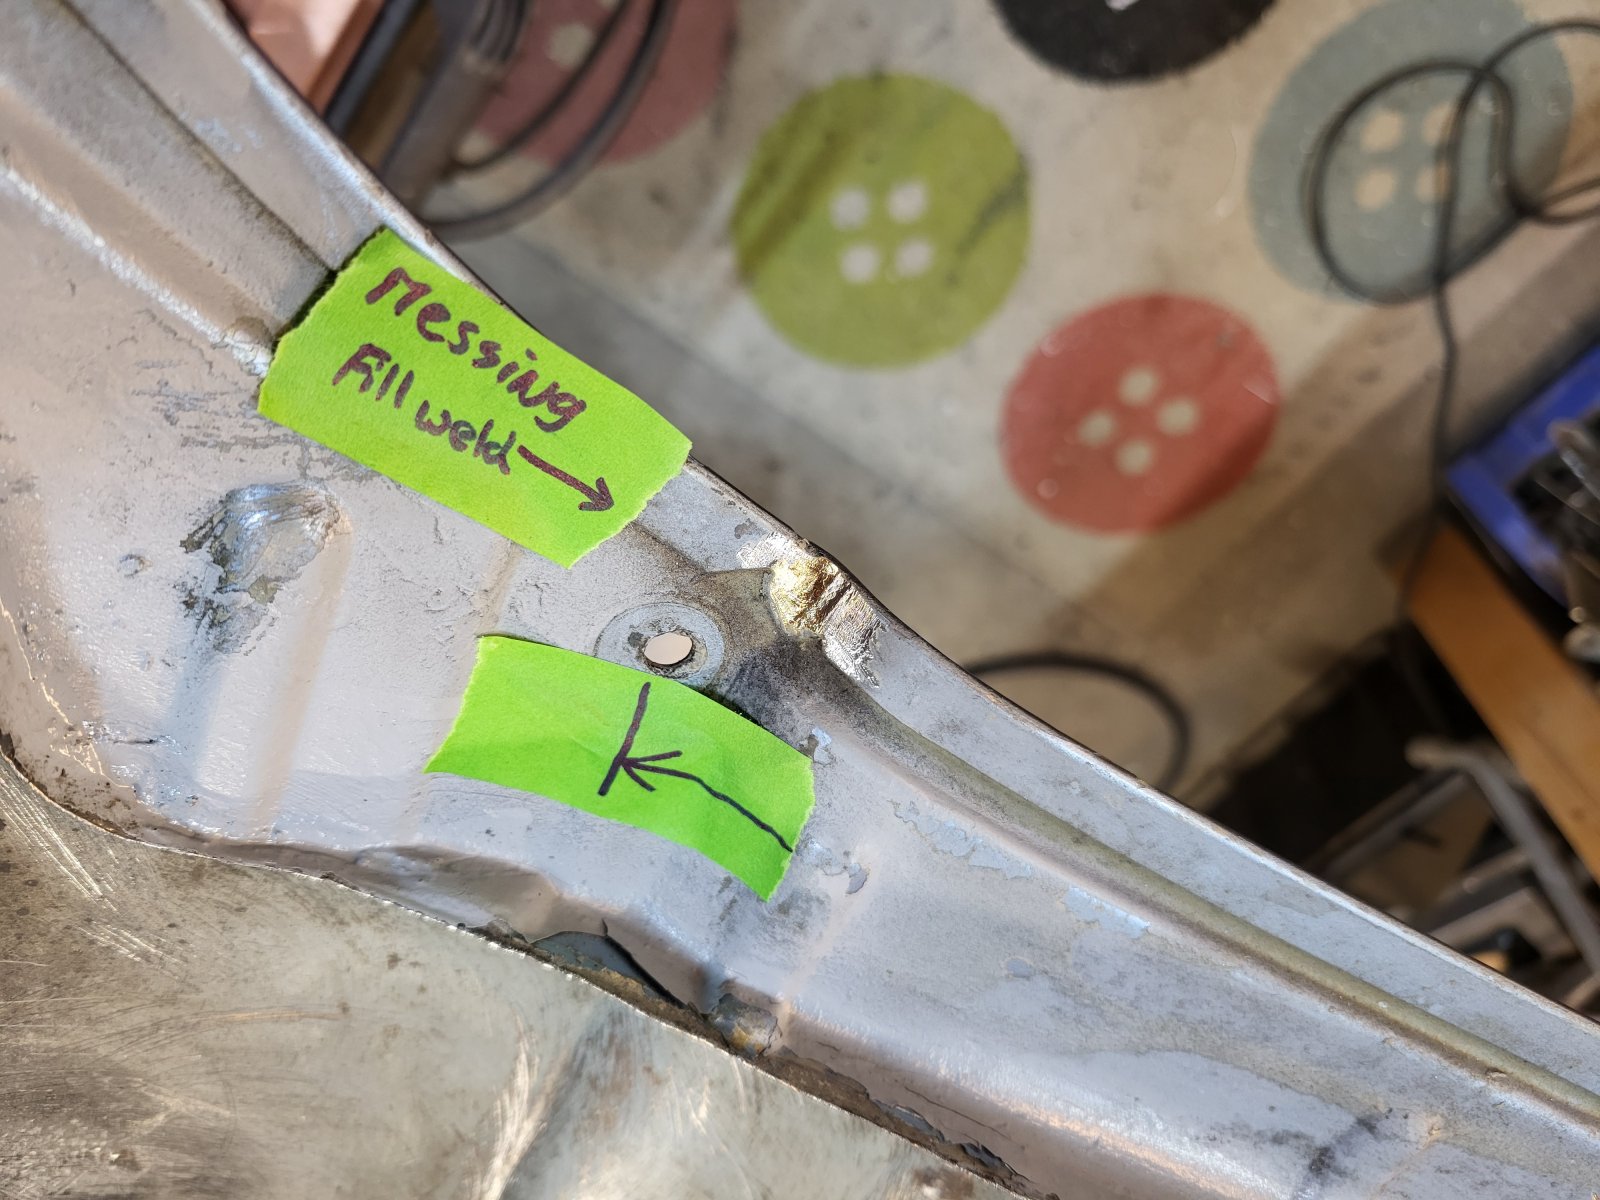 Messing
Fill weld →